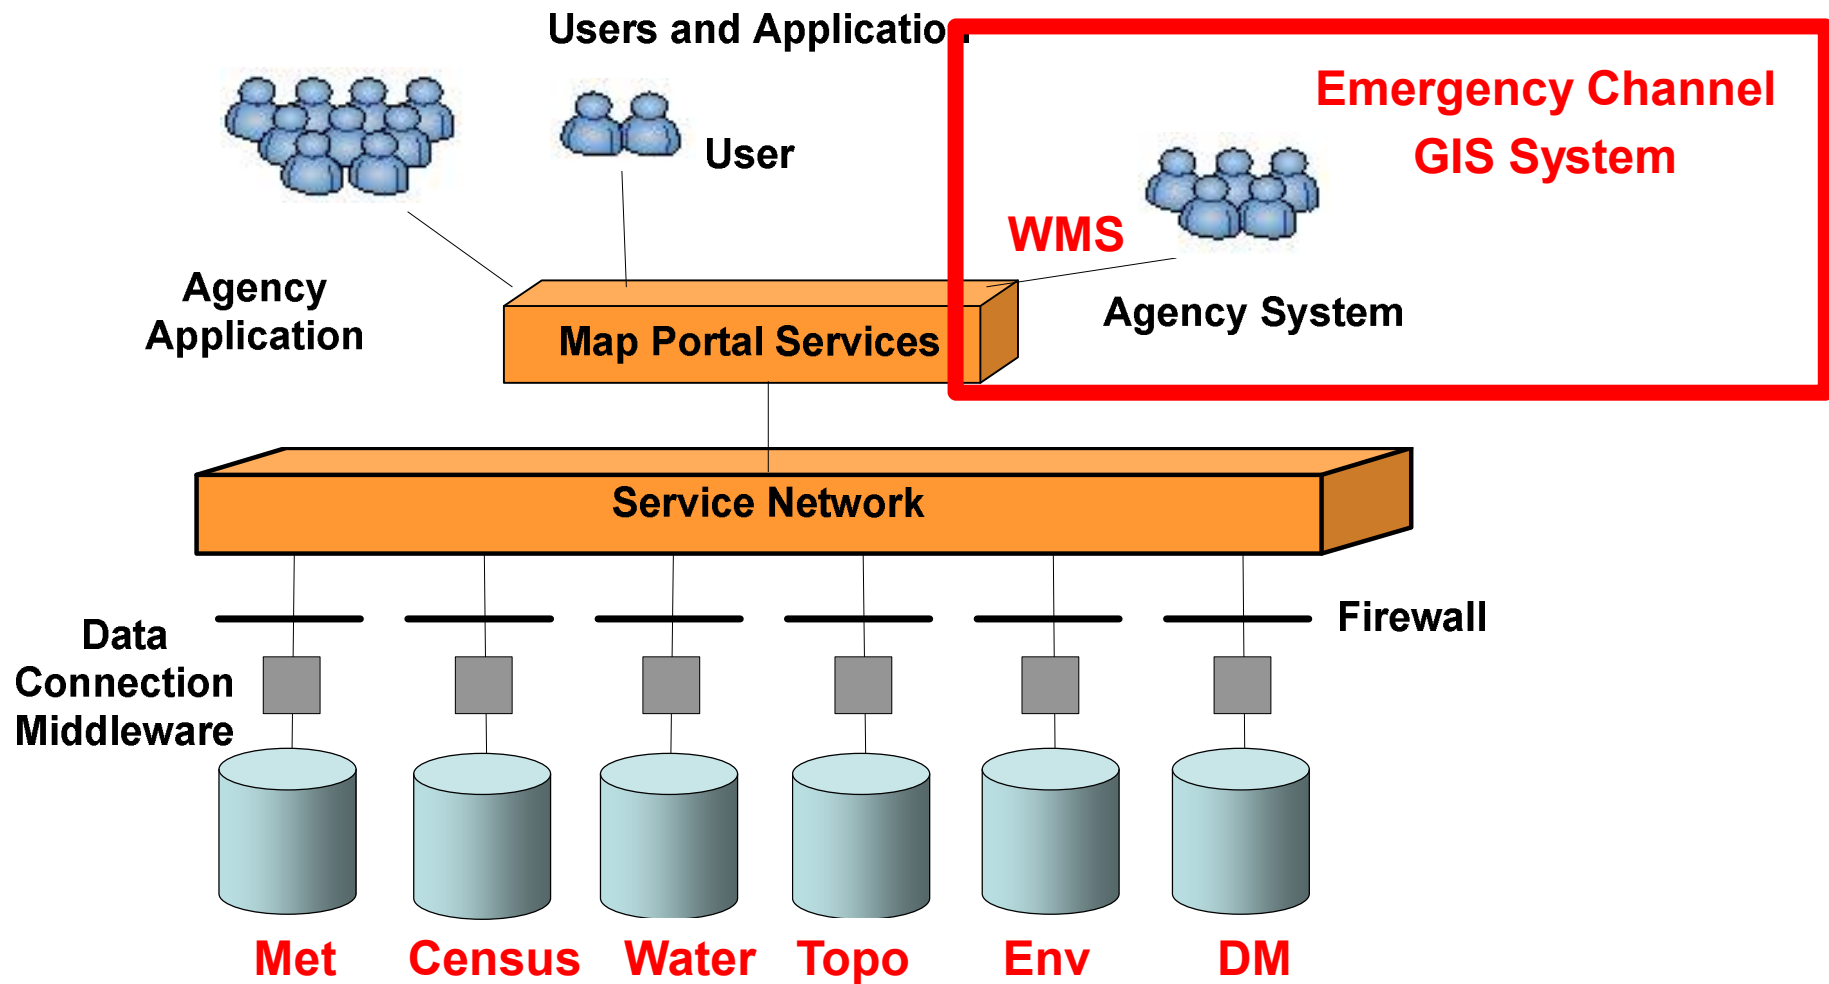 Users and Application
Emergency Channel
GIS System
User
WMS
Agency
Application
Agency System
Map Portal Services
Service Network
Firewall
Data
Connection
Middleware
Met
Census
Water
Topo
Env
DM